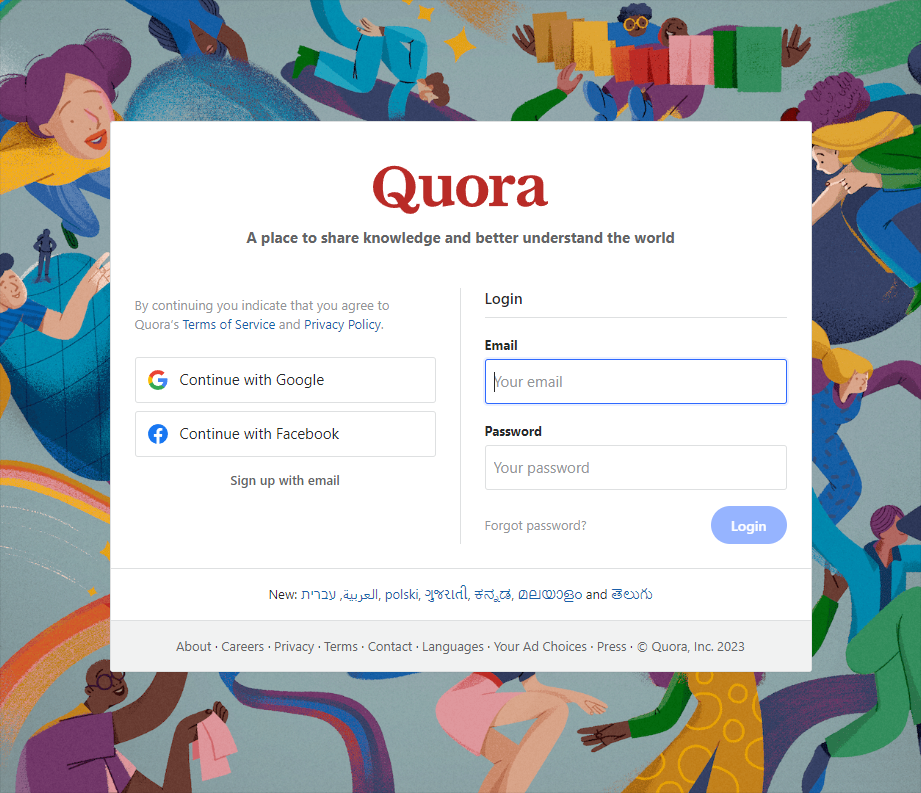 Quora
A place to share knowledge and better understand the world
By continuing you indicate that you agree to
Quora's Terms of Service and Privacy Policy.
Continue with Google
Continue with Facebook
Sign up with email
Login
Email
Your email
Password
Your password
Forgot password?
Login
New: עברית, العربية, polski, ગુજરાતી, ಕನ್ನಡ, മലയാളം and తెలుగు
About · Careers · Privacy · Terms · Contact · Languages · Your Ad Choices · Press · © Quora, Inc. 2023